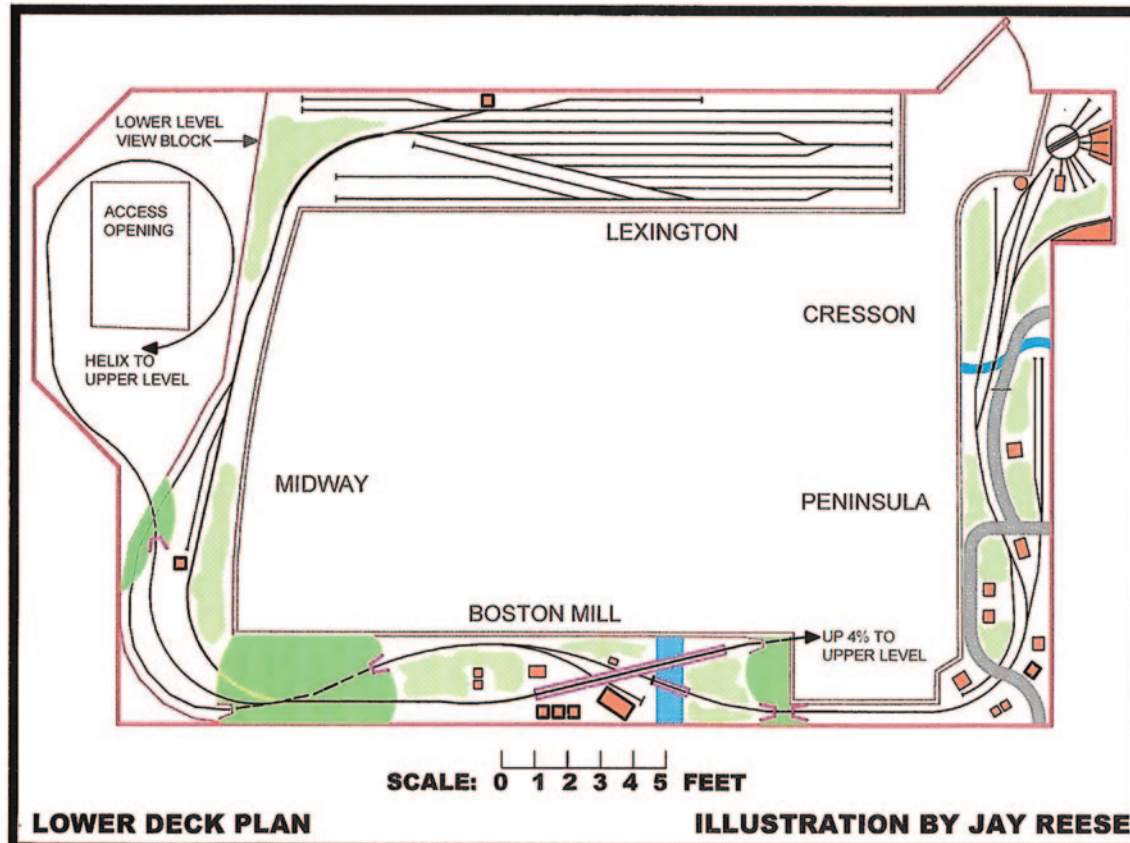 LOWER LEVEL
VIEW BLOCK
ACCESS
OPENING
LEXINGTON
CRESSON
HELIX TO
UPPER LEVEL
MIDWAY
PENINSULA
BOSTON MILL
UP 4% TO
UPPER LEVEL
SCALE: 0 1 2 3 4 5 FEET
LOWER DECK PLAN
ILLUSTRATION BY JAY REESE